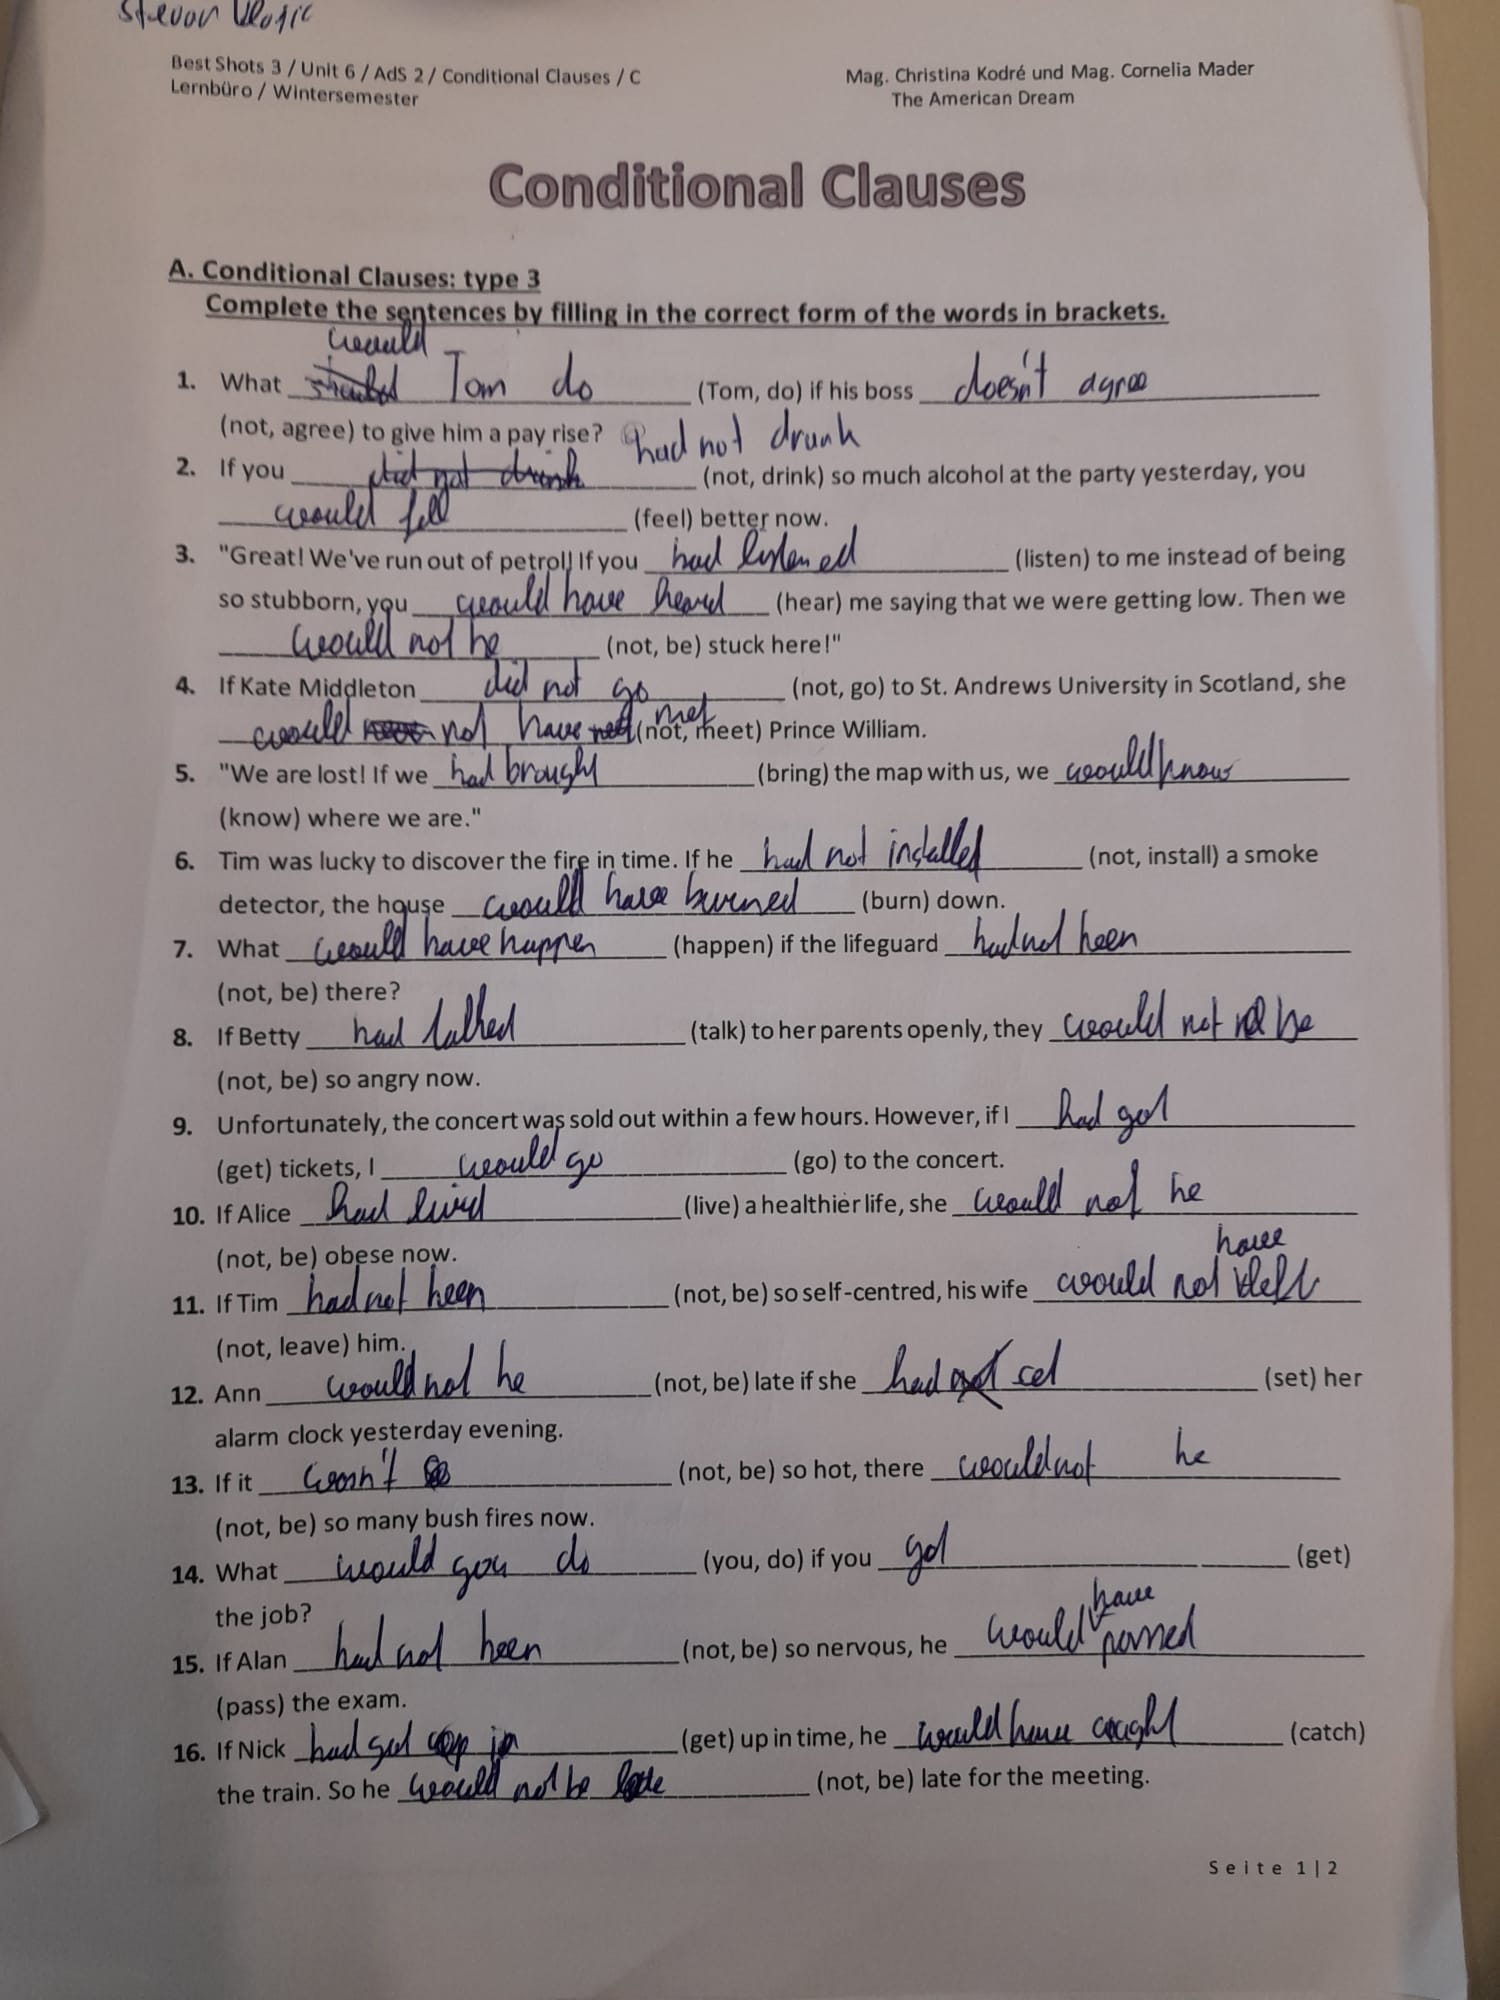 Best Shots 3 / Unit 6 / AdS 2 / Conditional Clauses / C Mag. Christina Kodré und Mag. Cornelia Mader
Lernbüro / Wintersemester The American Dream
Conditional Clauses
A. Conditional Clauses: type 3
Complete the sentences by filling in the correct form of the words in brackets.
would
1. What Tom do (Tom, do) if his boss doesn't agree
(not, agree) to give him a pay rise? had not drunk
2. If you did not drink (not, drink) so much alcohol at the party yesterday, you
would fell (feel) better now.
3. "Great! We've run out of petrol! If you had listened (listen) to me instead of being
so stubborn, you would have heard (hear) me saying that we were getting low. Then we
would not be (not, be) stuck here!"
4. If Kate Middleton did not go (not, go) to St. Andrews University in Scotland, she
would not have met (not, meet) Prince William.
5. "We are lost! If we had brought (bring) the map with us, we would know
(know) where we are."
6. Tim was lucky to discover the fire in time. If he had not installed (not, install) a smoke
detector, the house would have burned (burn) down.
7. What would have happen (happen) if the lifeguard had not been
(not, be) there?
8. If Betty had talked (talk) to her parents openly, they would not be
(not, be) so angry now.
9. Unfortunately, the concert was sold out within a few hours. However, if I had got
(get) tickets, I would go (go) to the concert.
10. If Alice had lived (live) a healthier life, she would not be
(not, be) obese now.
have
11. If Tim had not been (not, be) so self-centred, his wife would not left
(not, leave) him.
12. Ann would not be (not, be) late if she had not set (set) her
alarm clock yesterday evening.
13. If it wasn't (not, be) so hot, there would not be
(not, be) so many bush fires now.
14. What would you do (you, do) if you got (get)
the job?
have
15. If Alan had not been (not, be) so nervous, he would passed
(pass) the exam.
16. If Nick had got up in (get) up in time, he would have caught (catch)
the train. So he would not be late (not, be) late for the meeting.
Seite 1|2